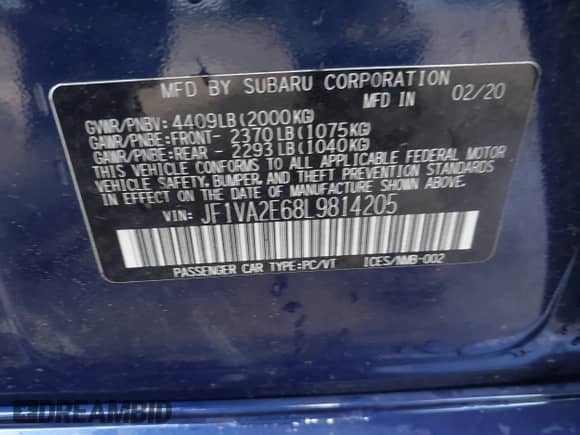 MFD BY SUBARU CORPORATION
MFD IN 02/20
GVWR/PNBV: 4409LB(2000KG)
GAWR/PNBE:FRONT- 2370LB(1075KG)
GAWR/PNBE:REAR - 2293LB(1040KG)
THIS VEHICLE CONFORMS TO ALL APPLICABLE FEDERAL MOTOR
VEHICLE SAFETY, BUMPER, AND THEFT PREVENTION STANDARDS
IN EFFECT ON THE DATE OF MANUFACTURE SHOWN ABOVE.
VIN: JF1VA2E68L9814205
PASSENGER CAR TYPE:PC/VT ICES/NMB-002
DREAMBID